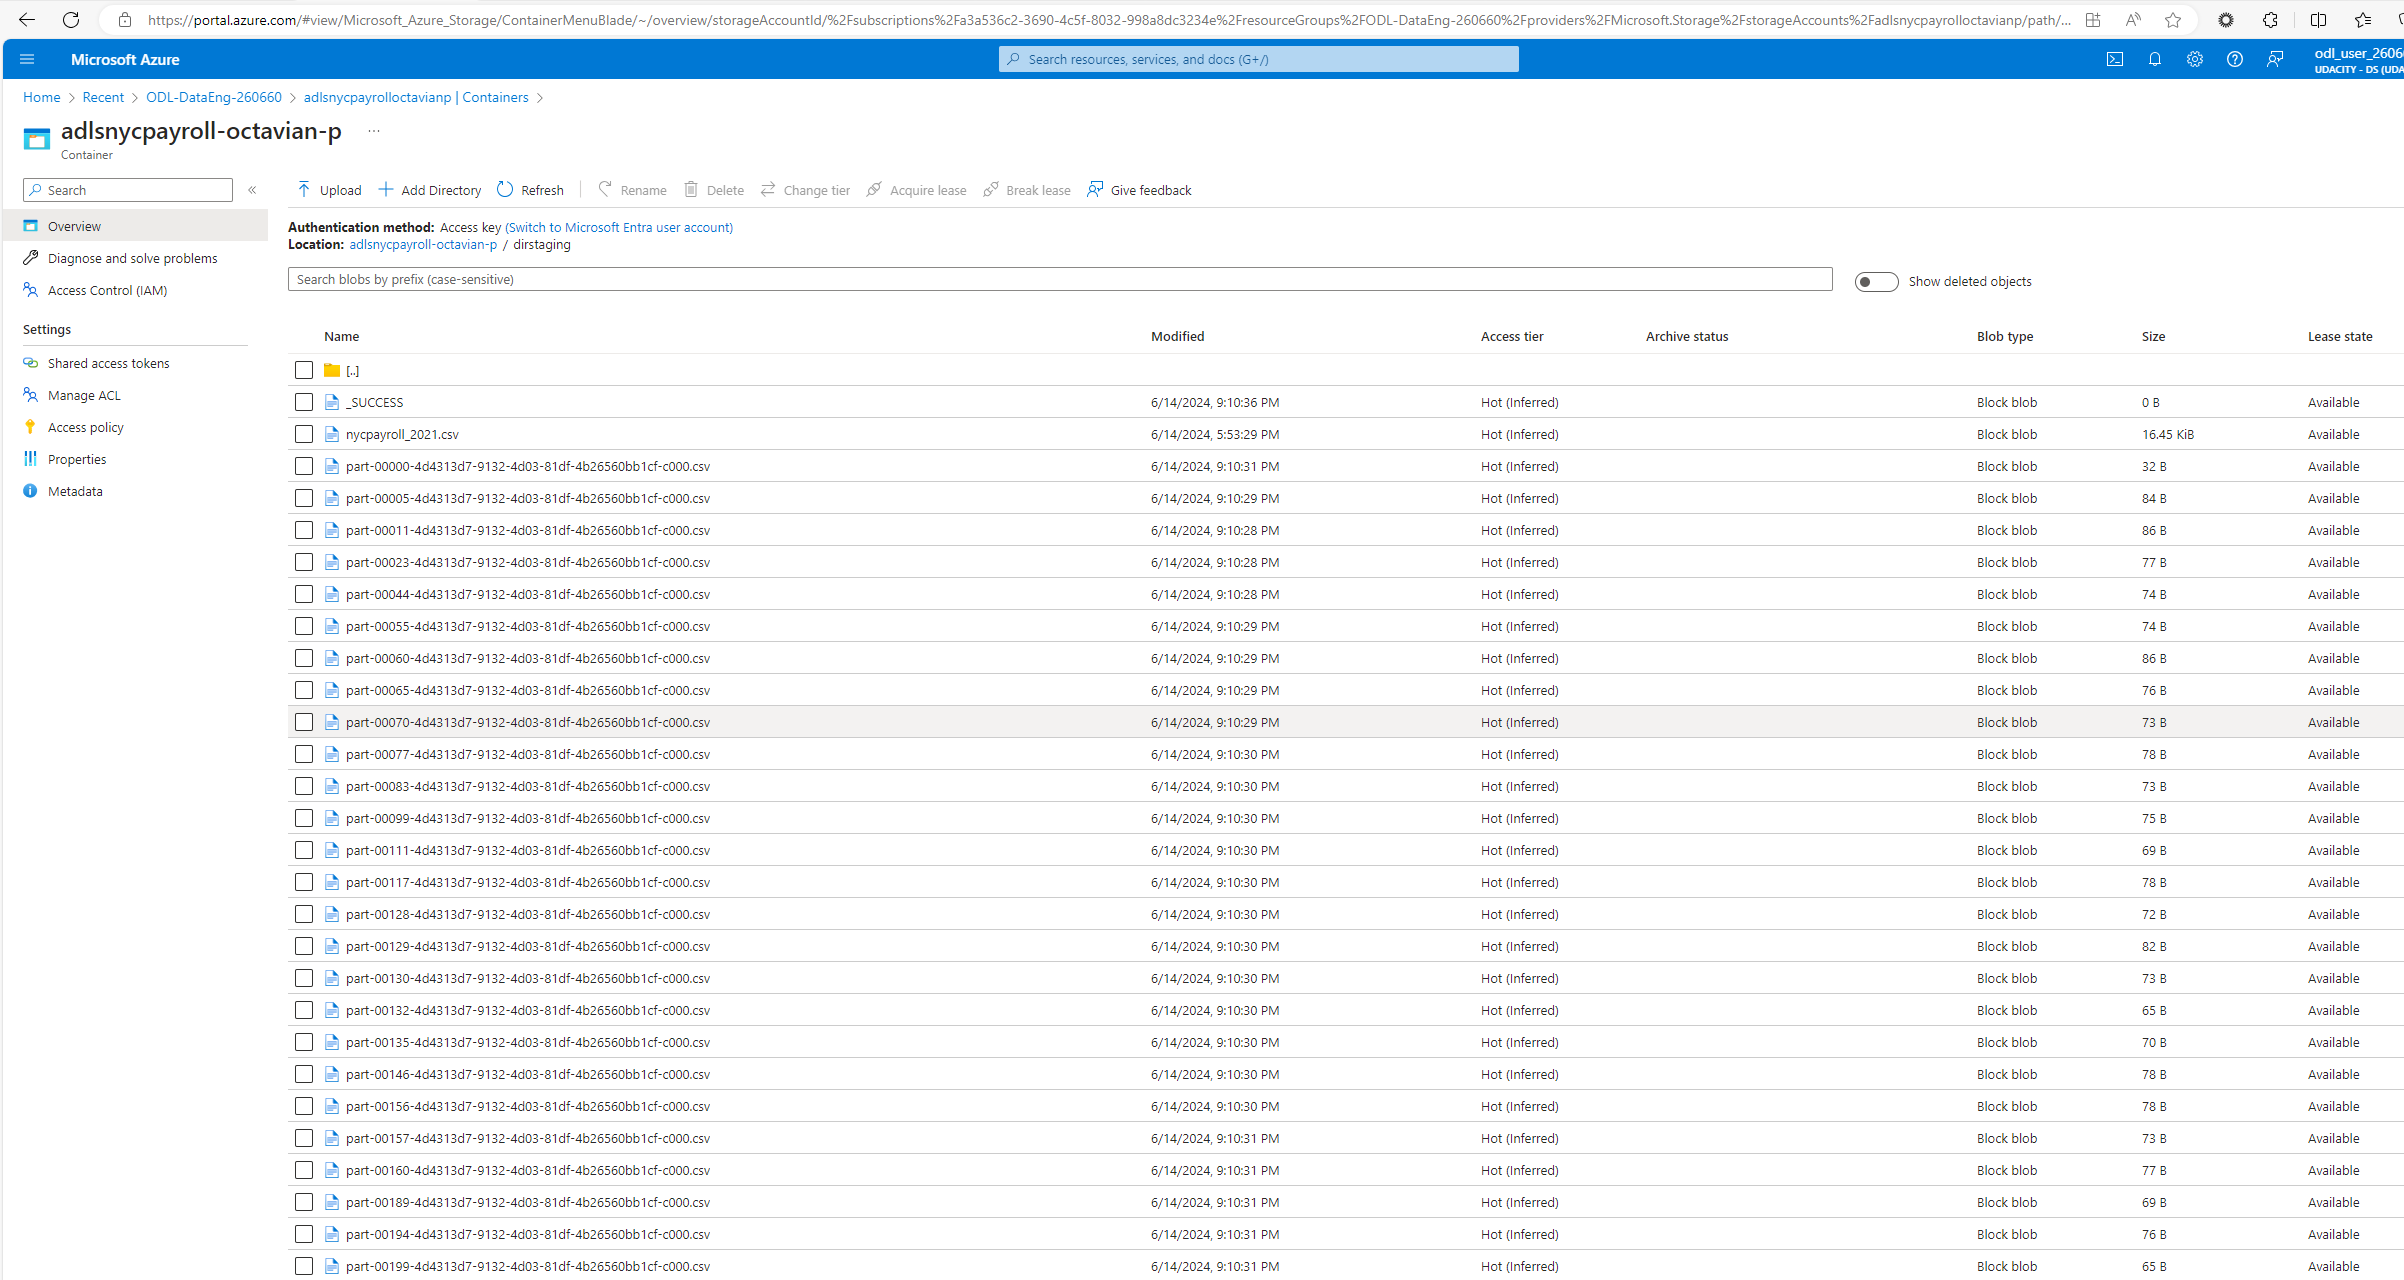 https://portal.azure.com/#view/Microsoft_Azure_Storage/ContainerMenuBlade/~/overview/storageAccountId/%2Fsubscriptions%2Fa3a536c2-3690-4c5f-8032-998a8dc3234e%2FresourceGroups%2FODL-DataEng-260660%2Fproviders%2FMicrosoft.Storage%2FstorageAccounts%2Fadlsnycpayrolloctavianp/path/...
Microsoft Azure
Search resources, services, and docs (G+/)
odl_user_2606
UDACITY - DS (UDA
Home > Recent > ODL-DataEng-260660 > adlsnycpayrolloctavianp | Containers >
adlsnycpayroll-octavian-p ...
Container
Search «
Upload Add Directory Refresh Rename Delete Change tier Acquire lease Break lease Give feedback
Overview
Diagnose and solve problems
Access Control (IAM)
Settings
Shared access tokens
Manage ACL
Access policy
Properties
Metadata
Authentication method: Access key (Switch to Microsoft Entra user account)
Location: adlsnycpayroll-octavian-p / dirstaging
Search blobs by prefix (case-sensitive)
Show deleted objects
Name Modified Access tier Archive status Blob type Size Lease state
[..]
_SUCCESS 6/14/2024, 9:10:36 PM Hot (Inferred) Block blob 0 B Available
nycpayroll_2021.csv 6/14/2024, 5:53:29 PM Hot (Inferred) Block blob 16.45 KiB Available
part-00000-4d4313d7-9132-4d03-81df-4b26560bb1cf-c000.csv 6/14/2024, 9:10:31 PM Hot (Inferred) Block blob 32 B Available
part-00005-4d4313d7-9132-4d03-81df-4b26560bb1cf-c000.csv 6/14/2024, 9:10:29 PM Hot (Inferred) Block blob 84 B Available
part-00011-4d4313d7-9132-4d03-81df-4b26560bb1cf-c000.csv 6/14/2024, 9:10:28 PM Hot (Inferred) Block blob 86 B Available
part-00023-4d4313d7-9132-4d03-81df-4b26560bb1cf-c000.csv 6/14/2024, 9:10:28 PM Hot (Inferred) Block blob 77 B Available
part-00044-4d4313d7-9132-4d03-81df-4b26560bb1cf-c000.csv 6/14/2024, 9:10:28 PM Hot (Inferred) Block blob 74 B Available
part-00055-4d4313d7-9132-4d03-81df-4b26560bb1cf-c000.csv 6/14/2024, 9:10:29 PM Hot (Inferred) Block blob 74 B Available
part-00060-4d4313d7-9132-4d03-81df-4b26560bb1cf-c000.csv 6/14/2024, 9:10:29 PM Hot (Inferred) Block blob 86 B Available
part-00065-4d4313d7-9132-4d03-81df-4b26560bb1cf-c000.csv 6/14/2024, 9:10:29 PM Hot (Inferred) Block blob 76 B Available
part-00070-4d4313d7-9132-4d03-81df-4b26560bb1cf-c000.csv 6/14/2024, 9:10:29 PM Hot (Inferred) Block blob 73 B Available
part-00077-4d4313d7-9132-4d03-81df-4b26560bb1cf-c000.csv 6/14/2024, 9:10:30 PM Hot (Inferred) Block blob 78 B Available
part-00083-4d4313d7-9132-4d03-81df-4b26560bb1cf-c000.csv 6/14/2024, 9:10:30 PM Hot (Inferred) Block blob 73 B Available
part-00099-4d4313d7-9132-4d03-81df-4b26560bb1cf-c000.csv 6/14/2024, 9:10:30 PM Hot (Inferred) Block blob 75 B Available
part-00111-4d4313d7-9132-4d03-81df-4b26560bb1cf-c000.csv 6/14/2024, 9:10:30 PM Hot (Inferred) Block blob 69 B Available
part-00117-4d4313d7-9132-4d03-81df-4b26560bb1cf-c000.csv 6/14/2024, 9:10:30 PM Hot (Inferred) Block blob 78 B Available
part-00128-4d4313d7-9132-4d03-81df-4b26560bb1cf-c000.csv 6/14/2024, 9:10:30 PM Hot (Inferred) Block blob 72 B Available
part-00129-4d4313d7-9132-4d03-81df-4b26560bb1cf-c000.csv 6/14/2024, 9:10:30 PM Hot (Inferred) Block blob 82 B Available
part-00130-4d4313d7-9132-4d03-81df-4b26560bb1cf-c000.csv 6/14/2024, 9:10:30 PM Hot (Inferred) Block blob 73 B Available
part-00132-4d4313d7-9132-4d03-81df-4b26560bb1cf-c000.csv 6/14/2024, 9:10:30 PM Hot (Inferred) Block blob 65 B Available
part-00135-4d4313d7-9132-4d03-81df-4b26560bb1cf-c000.csv 6/14/2024, 9:10:30 PM Hot (Inferred) Block blob 70 B Available
part-00146-4d4313d7-9132-4d03-81df-4b26560bb1cf-c000.csv 6/14/2024, 9:10:30 PM Hot (Inferred) Block blob 78 B Available
part-00156-4d4313d7-9132-4d03-81df-4b26560bb1cf-c000.csv 6/14/2024, 9:10:30 PM Hot (Inferred) Block blob 78 B Available
part-00157-4d4313d7-9132-4d03-81df-4b26560bb1cf-c000.csv 6/14/2024, 9:10:31 PM Hot (Inferred) Block blob 73 B Available
part-00160-4d4313d7-9132-4d03-81df-4b26560bb1cf-c000.csv 6/14/2024, 9:10:31 PM Hot (Inferred) Block blob 77 B Available
part-00189-4d4313d7-9132-4d03-81df-4b26560bb1cf-c000.csv 6/14/2024, 9:10:31 PM Hot (Inferred) Block blob 69 B Available
part-00194-4d4313d7-9132-4d03-81df-4b26560bb1cf-c000.csv 6/14/2024, 9:10:31 PM Hot (Inferred) Block blob 76 B Available
part-00199-4d4313d7-9132-4d03-81df-4b26560bb1cf-c000.csv 6/14/2024, 9:10:31 PM Hot (Inferred) Block blob 65 B Available